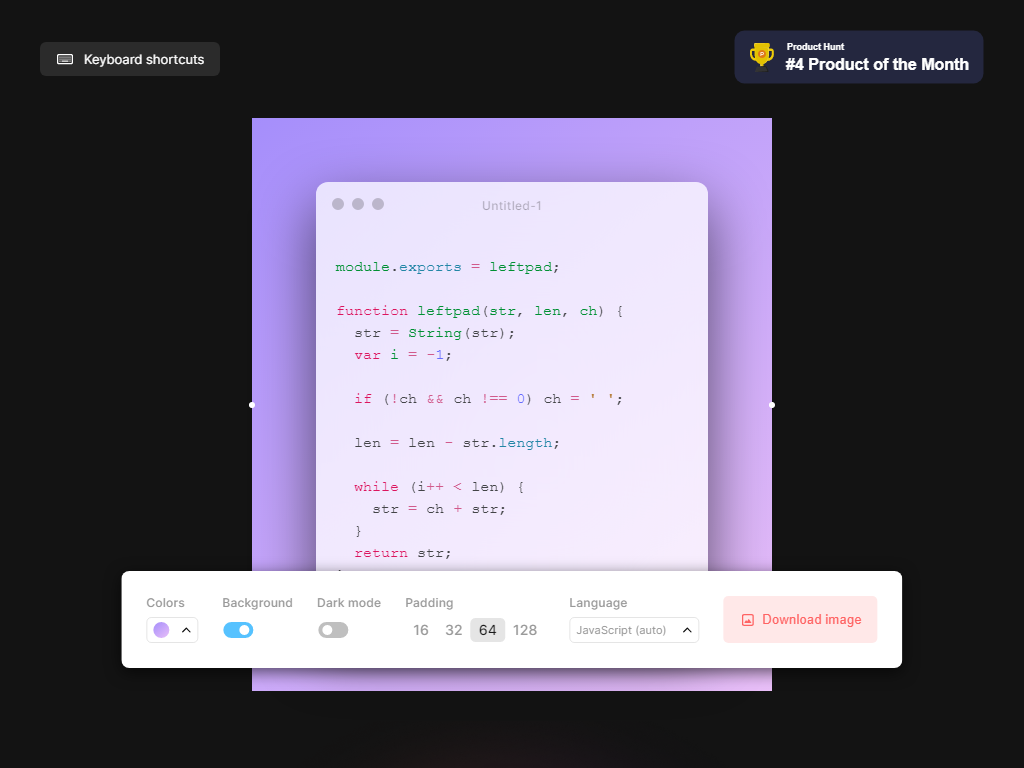 Keyboard shortcuts
Product Hunt
#4 Product of the Month
Untitled-1
module.exports = leftpad;
function leftpad(str, len, ch) {
  str = String(str);
  var i = -1;
  if (!ch && ch !== 0) ch = ' ';
  len = len - str.length;
  while (i++ < len) {
    str = ch + str;
  }
  return str;
Colors
Background
Dark mode
Padding
Language
16 32 64 128
JavaScript (auto)
Download image